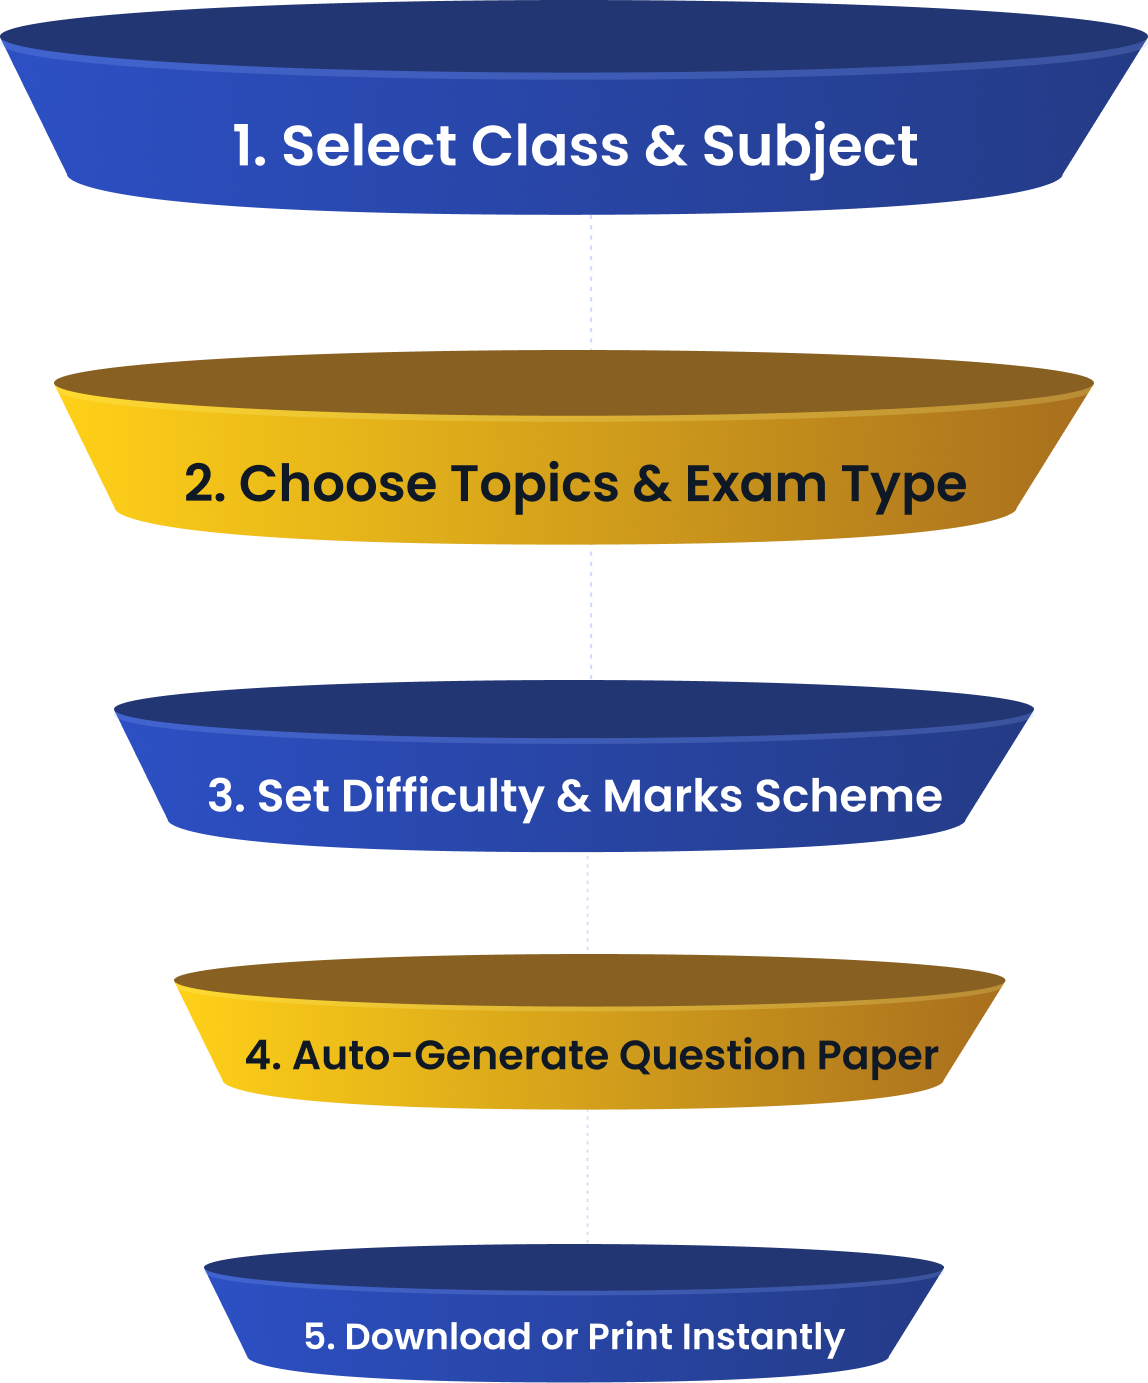 1. Select Class & Subject
2. Choose Topics & Exam Type
3. Set Difficulty & Marks Scheme
4. Auto-Generate Question Paper
5. Download or Print Instantly